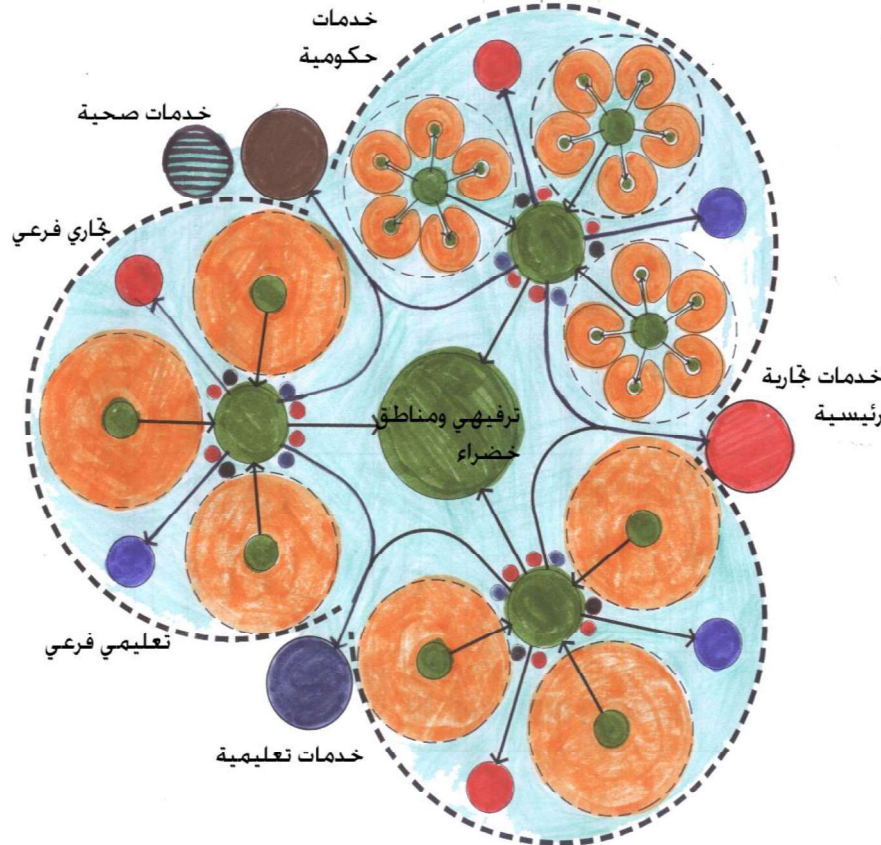 خدمات
حكومية
خدمات صحية
تجاري فرعي
خدمات تجارية
رئيسية
ترفيهي ومناطق
خضراء
تعليمي فرعي
خدمات تعليمية